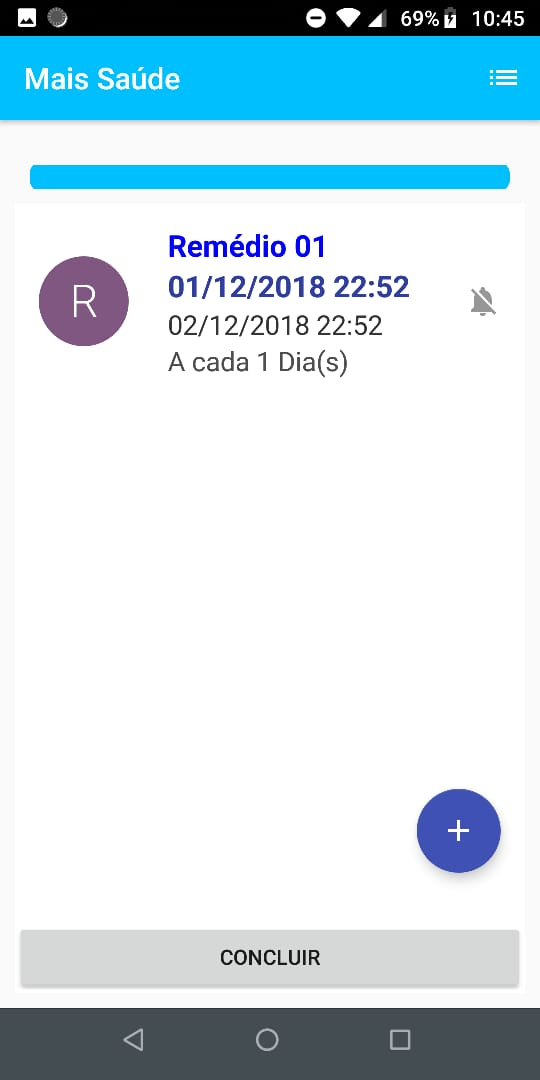 69% 10:45
Mais Saúde
Remédio 01
R
01/12/2018 22:52
02/12/2018 22:52
A cada 1 Dia(s)
+
CONCLUIR